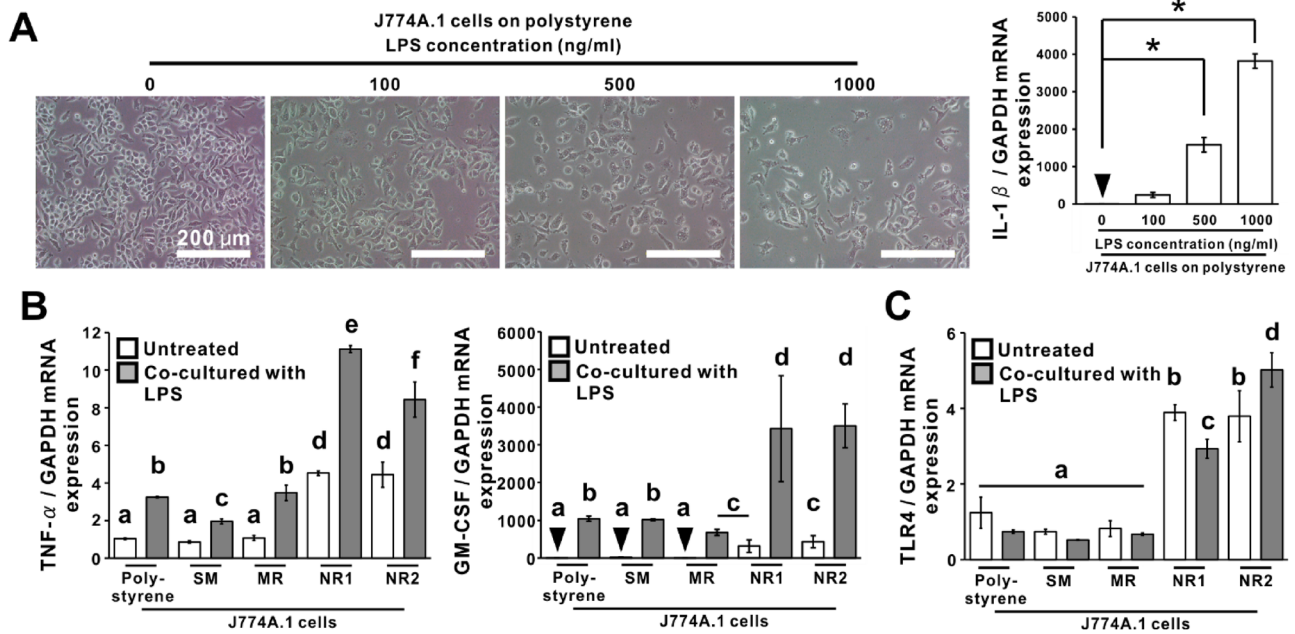 A
J774A.1 cells on polystyrene
LPS concentration (ng/ml)
0 100 500 1000
200 µm
IL-1β / GAPDH mRNA
expression
5000
4000
3000
2000
1000
0
*
*
0 100 500 1000
LPS concentration (ng/ml)
J774A.1 cells on polystyrene
B
TNF-α / GAPDH mRNA
expression
12
10
8
6
4
2
0
Untreated
Co-cultured with
LPS
a b a c a b d e d f
Poly-
styrene
SM MR NR1 NR2
J774A.1 cells
GM-CSF / GAPDH mRNA
expression
6000
5000
4000
3000
2000
1000
0
Untreated
Co-cultured with
LPS
a b a b a c d c d
Poly-
styrene
SM MR NR1 NR2
J774A.1 cells
C
TLR4 / GAPDH mRNA
expression
6
4
2
0
Untreated
Co-cultured with
LPS
a b c b d
Poly-
styrene
SM MR NR1 NR2
J774A.1 cells